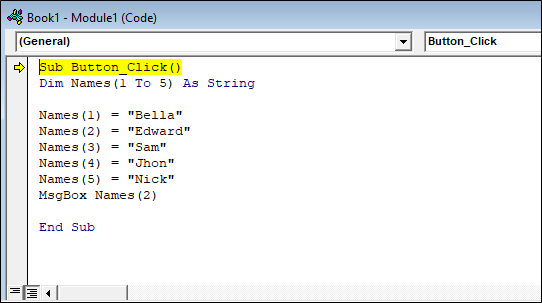 Book1 - Module1 (Code)
(General)
Button_Click
Sub Button_Click()
Dim Names(1 To 5) As String
Names(1) = "Bella"
Names(2) = "Edward"
Names(3) = "Sam"
Names(4) = "Jhon"
Names(5) = "Nick"
MsgBox Names(2)
End Sub